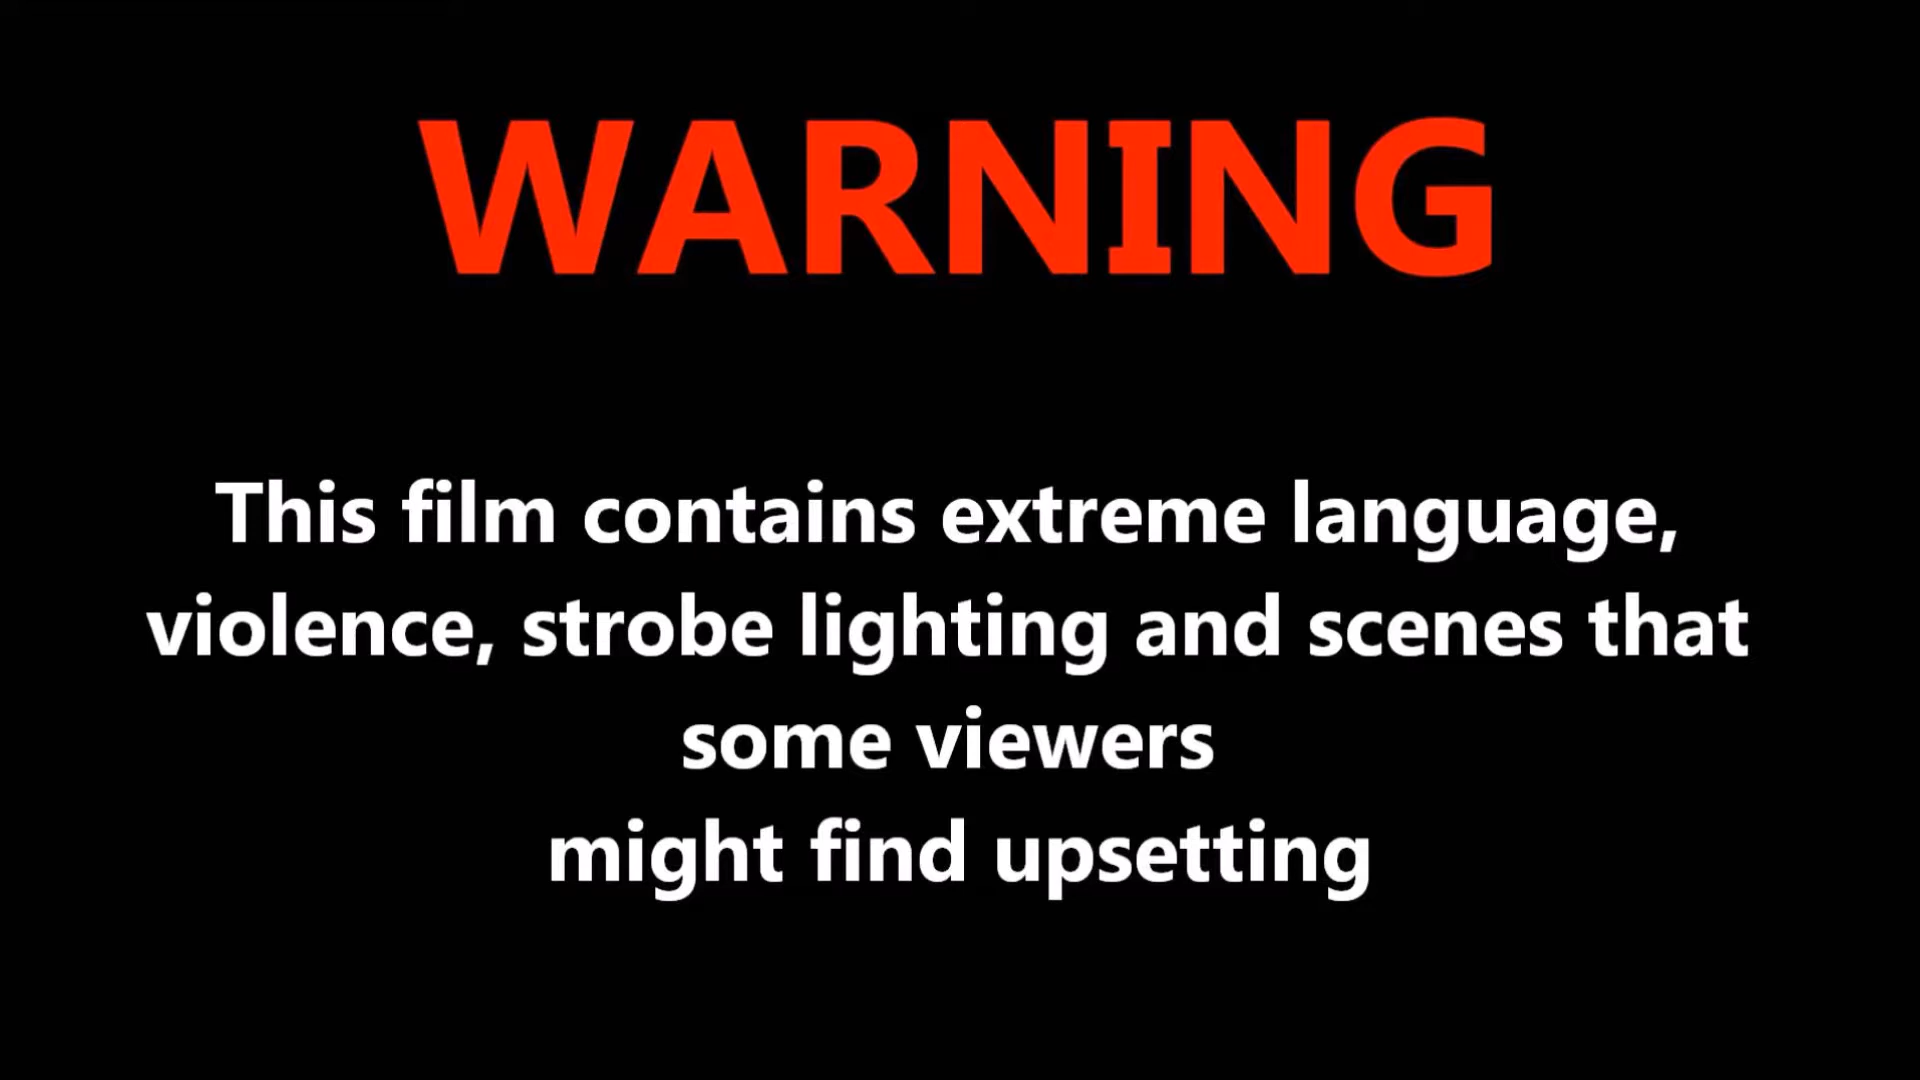 WARNING
This film contains extreme language,
violence, strobe lighting and scenes that
some viewers
might find upsetting